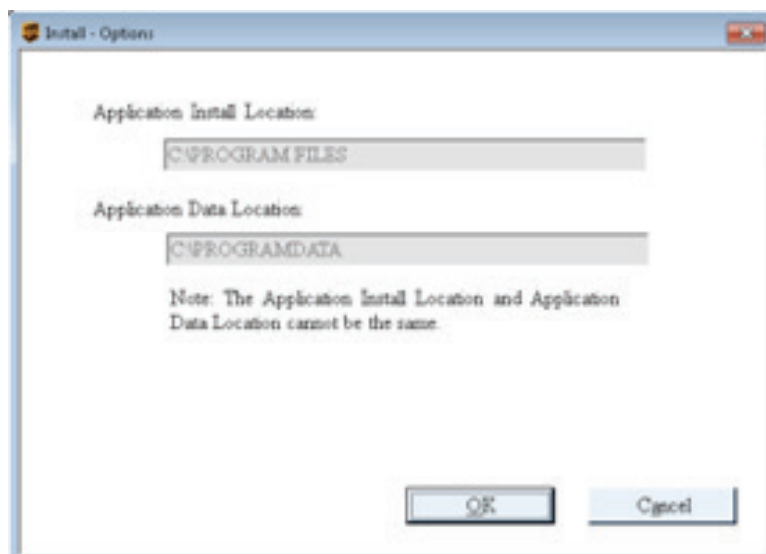 Install - Options
Application Install Location:
C:\PROGRAM FILES
Application Data Location:
C:\PROGRAMDATA
Note: The Application Install Location and Application
Data Location cannot be the same.
OK
Cancel